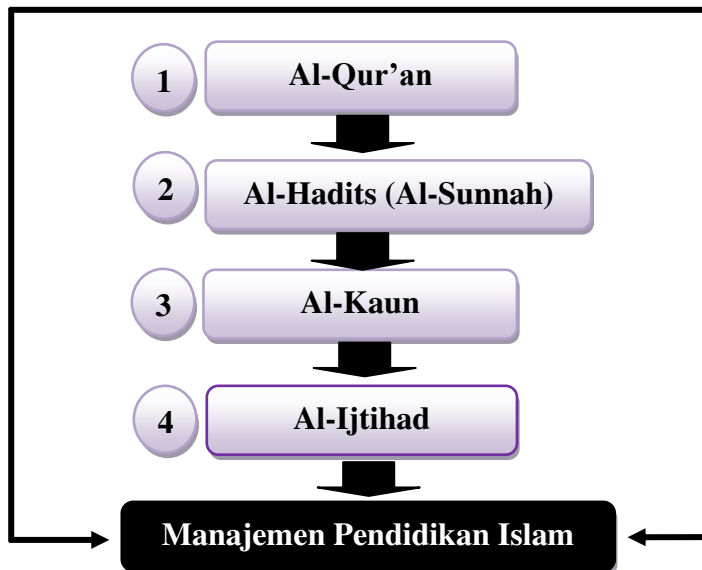 1
Al-Qur’an
2
Al-Hadits (Al-Sunnah)
3
Al-Kaun
4
Al-Ijtihad
Manajemen Pendidikan Islam